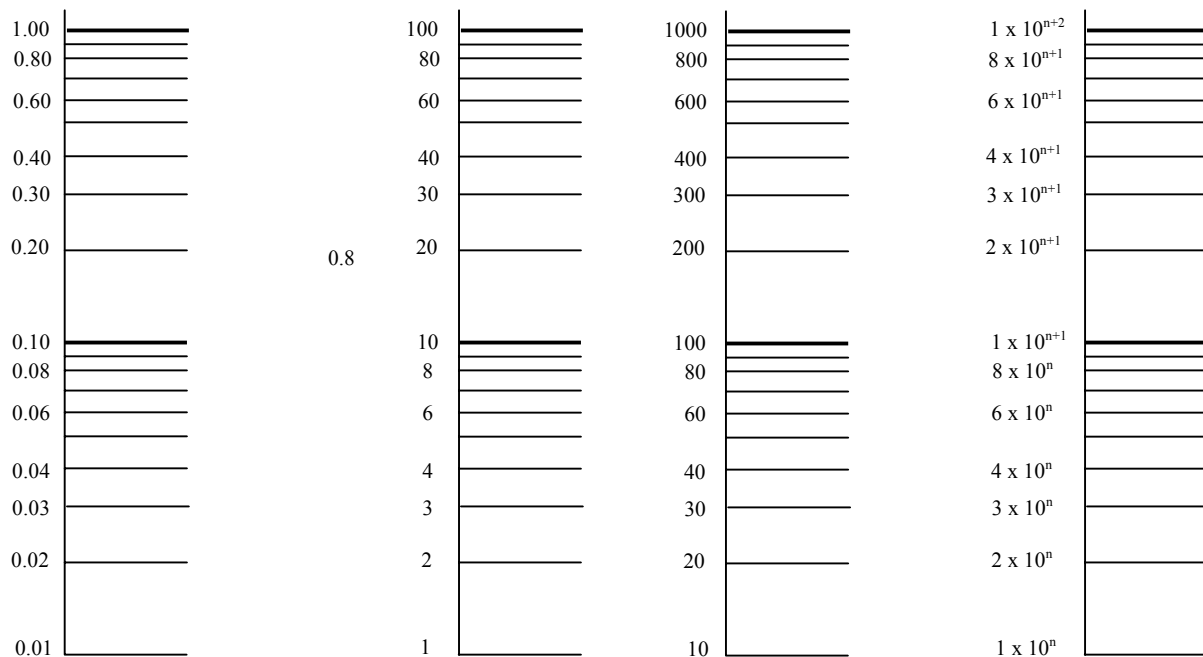 1.00 100 1000 1 x 10ⁿ⁺²
0.80 80 800 8 x 10ⁿ⁺¹
0.60 60 600 6 x 10ⁿ⁺¹
0.40 40 400 4 x 10ⁿ⁺¹
0.30 30 300 3 x 10ⁿ⁺¹
0.20 20 200 2 x 10ⁿ⁺¹
0.8
0.10 10 100 1 x 10ⁿ⁺¹
0.08 8 80 8 x 10ⁿ
0.06 6 60 6 x 10ⁿ
0.04 4 40 4 x 10ⁿ
0.03 3 30 3 x 10ⁿ
0.02 2 20 2 x 10ⁿ
0.01 1 10 1 x 10ⁿ